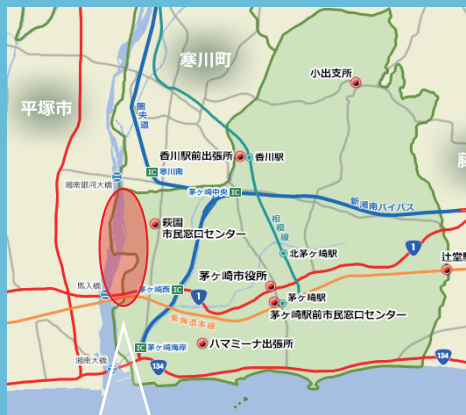 寒川町
小出支所
平塚市
圏央道
香川駅前出張所
香川駅
IC
寒川南
藤
湘南銀河大橋
茅ヶ崎中央
IC
新湘南バイパス
萩園
市民窓口センター
相模線
北茅ヶ崎駅
1
辻堂駅
茅ヶ崎市役所
馬入橋
茅ヶ崎西
IC
1
茅ヶ崎駅
茅ヶ崎駅前市民窓口センター
東海道本線
IC
茅ヶ崎海岸
ハマミーナ出張所
湘南大橋
134
134